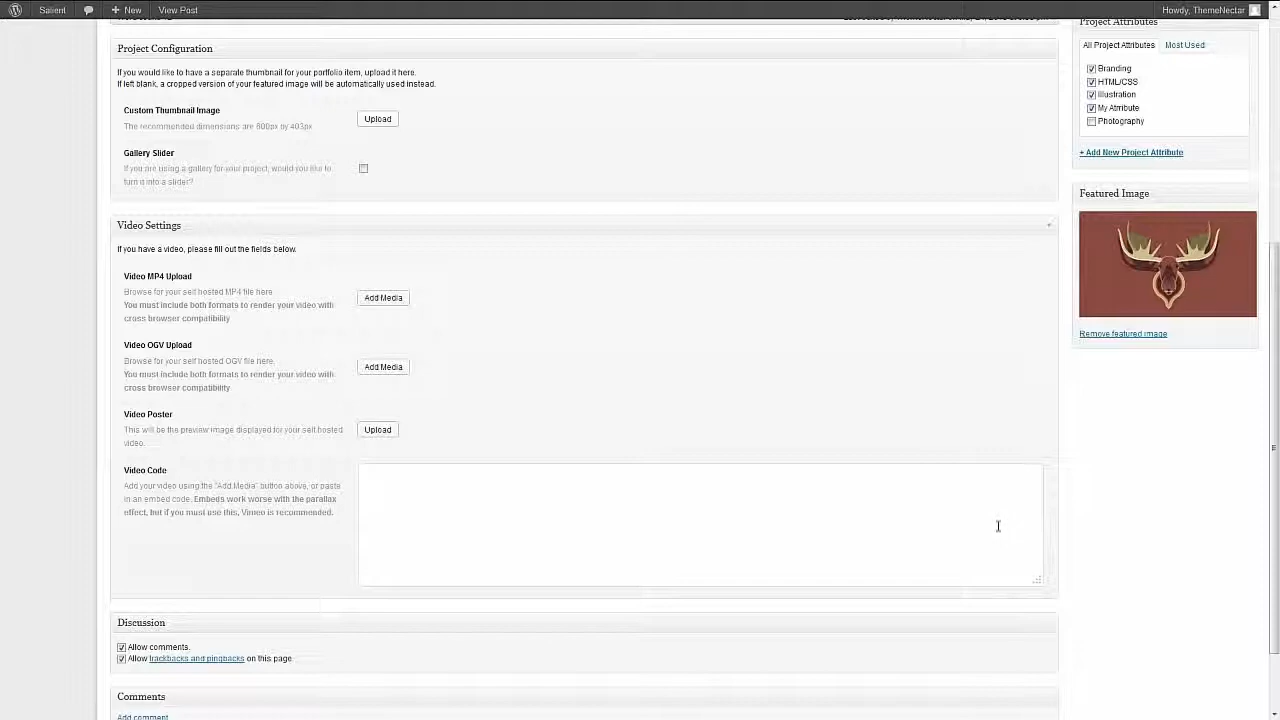 Salient
New
View Post
Howdy, ThemeNectar
Project Configuration
If you would like to have a separate thumbnail for your portfolio item, upload it here.
If left blank, a cropped version of your featured image will be automatically used instead.
Custom Thumbnail Image
The recommended dimensions are 600px by 403px.
Upload
Gallery Slider
If you are using a gallery for your project, would you like to
turn it into a slider?
Video Settings
If you have a video, please fill out the fields below.
Video MP4 Upload
Browse for your self hosted MP4 file here.
You must include both formats to render your video with
cross browser compatibility
Add Media
Video OGV Upload
Browse for your self hosted OGV file here.
You must include both formats to render your video with
cross browser compatibility
Add Media
Video Poster
This will be the preview image displayed for your self hosted
video.
Upload
Video Code
Add your video using the "Add Media" button above, or paste
in an embed code. Embeds work worse with the parallax
effect, but if you must use this, Vimeo is recommended.
Discussion
Allow comments.
Allow trackbacks and pingbacks on this page.
Comments
Add comment
Project Attributes
All Project Attributes
Most Used
Branding
HTML/CSS
Illustration
My Attribute
Photography
+ Add New Project Attribute
Featured Image
Remove featured image